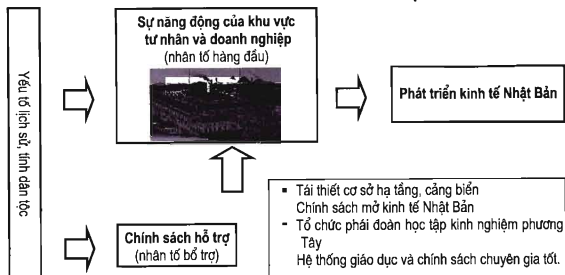 Yếu tố lịch sử, tính dân tộc
Sự năng động của khu vực
tư nhân và doanh nghiệp
(nhân tố hàng đầu)
Phát triển kinh tế Nhật Bản
Chính sách hỗ trợ
(nhân tố bổ trợ)
▪ Tái thiết cơ sở hạ tầng, cảng biển
Chính sách mở kinh tế Nhật Bản
- Tổ chức phái đoàn học tập kinh nghiệm phương
Tây
Hệ thống giáo dục và chính sách chuyên gia tốt.